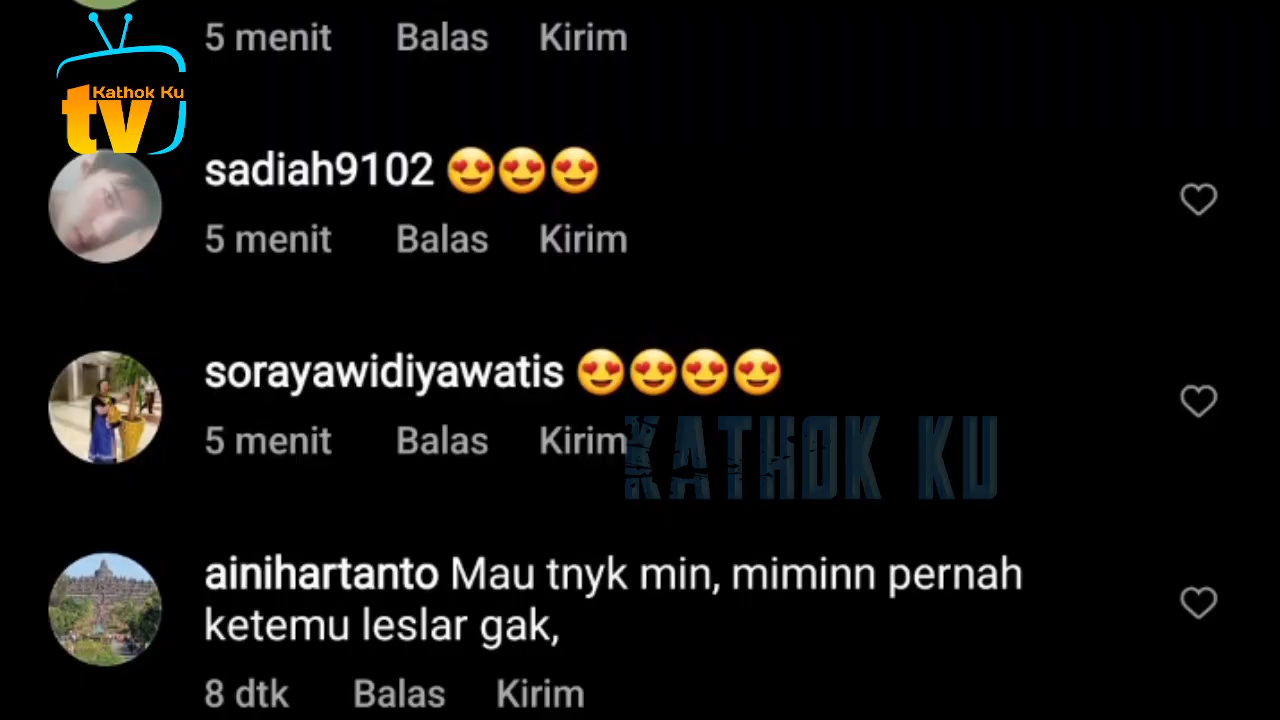 5 menit Balas Kirim
Kathok Ku
tv
sadiah9102 😍😍😍
5 menit Balas Kirim
sorayawidiyawatis 😍😍😍😍
5 menit Balas Kirim
KATHOK KU
ainihartanto Mau tnyk min, miminn pernah
ketemu leslar gak,
8 dtk Balas Kirim